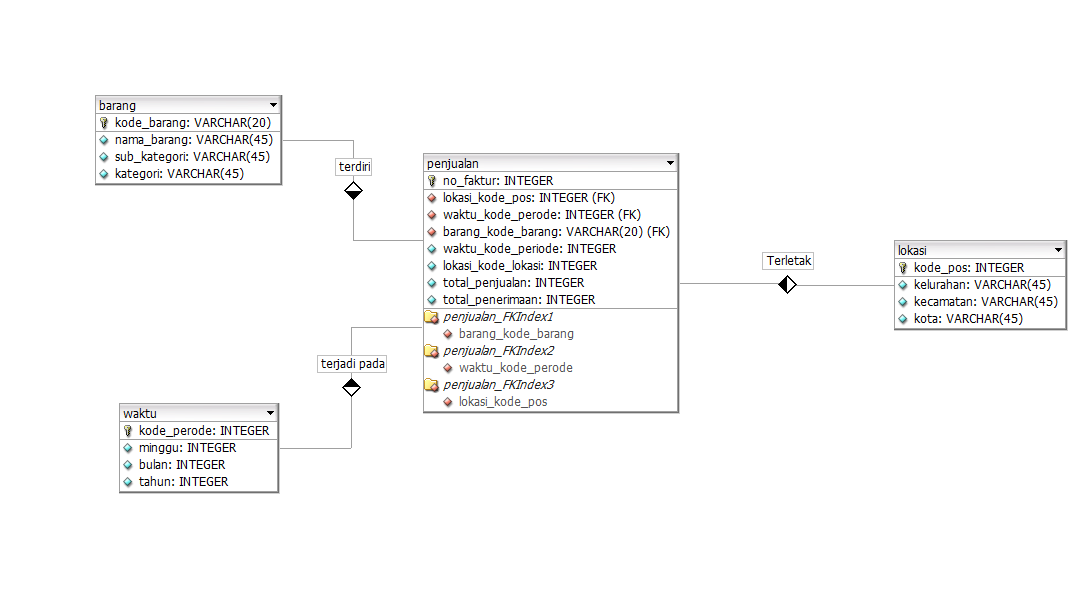 barang
kode_barang: VARCHAR(20)
nama_barang: VARCHAR(45)
sub_kategori: VARCHAR(45)
kategori: VARCHAR(45)
terdiri
penjualan
no_faktur: INTEGER
lokasi_kode_pos: INTEGER (FK)
waktu_kode_perode: INTEGER (FK)
barang_kode_barang: VARCHAR(20) (FK)
waktu_kode_periode: INTEGER
lokasi_kode_lokasi: INTEGER
total_penjualan: INTEGER
total_penerimaan: INTEGER
penjualan_FKIndex1
barang_kode_barang
penjualan_FKIndex2
waktu_kode_perode
penjualan_FKIndex3
lokasi_kode_pos
Terletak
lokasi
kode_pos: INTEGER
kelurahan: VARCHAR(45)
kecamatan: VARCHAR(45)
kota: VARCHAR(45)
terjadi pada
waktu
kode_perode: INTEGER
minggu: INTEGER
bulan: INTEGER
tahun: INTEGER